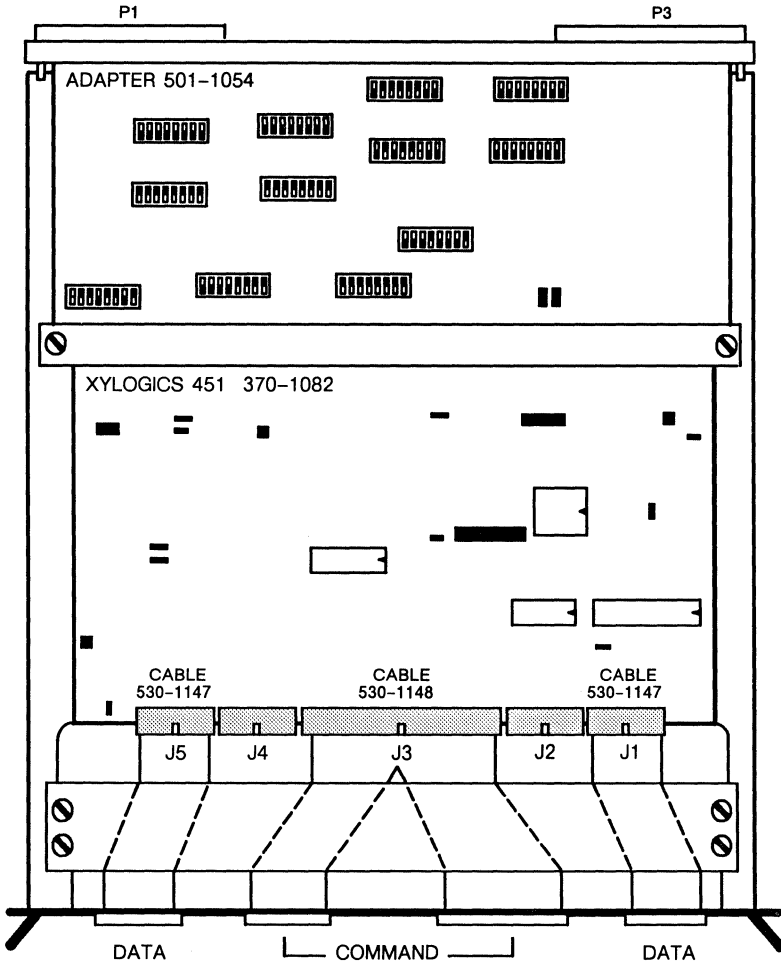 P1
P3
ADAPTER 501-1054
XYLOGICS 451 370-1082
CABLE
530-1147
CABLE
530-1148
CABLE
530-1147
J5
J4
J3
J2
J1
DATA
COMMAND
DATA